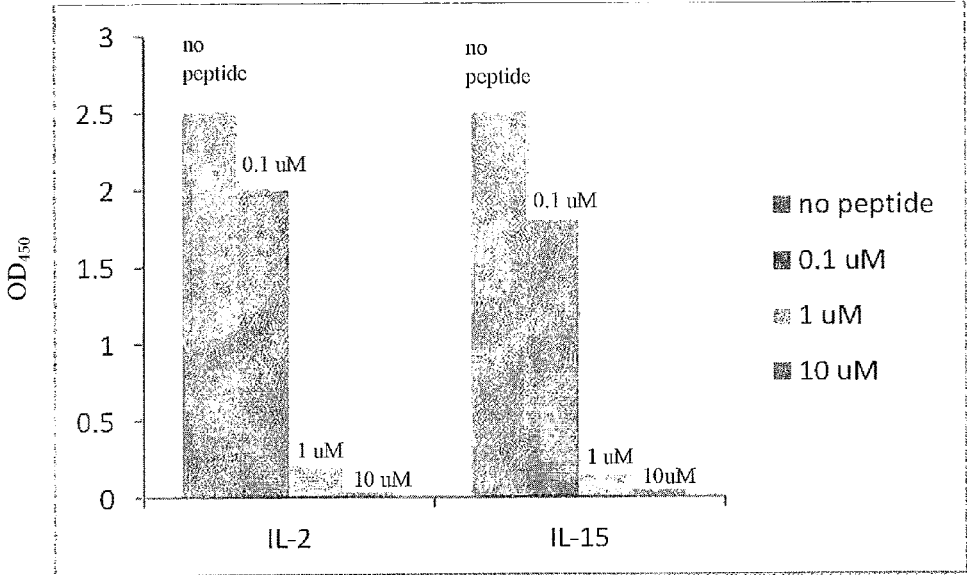 3
no
peptide
no
peptide
2.5
0.1 uM
2
0.1 uM
no peptide
OD450
1.5
0.1 uM
1
1 uM
10 uM
0.5
1 uM
10 uM
1 uM
10uM
0
IL-2
IL-15